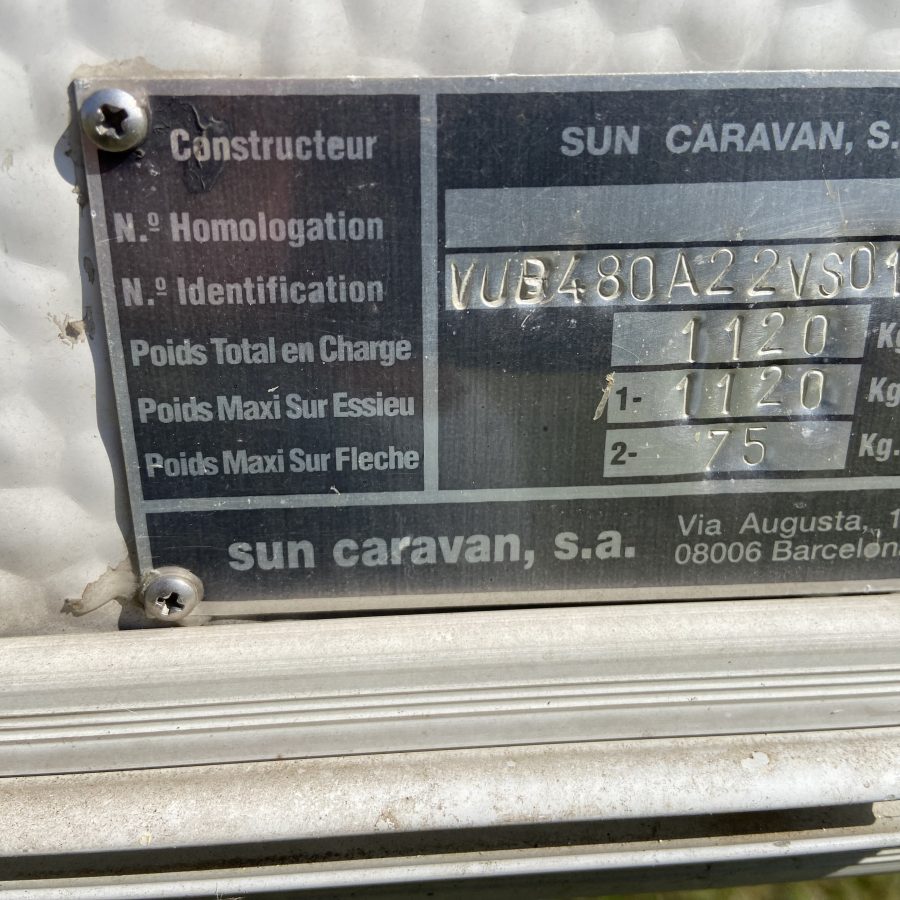 Constructeur SUN CARAVAN, S.
N.º Homologation
N.º Identification VUB480A22VS01
Poids Total en Charge 1120 Kg
Poids Maxi Sur Essieu 1- 1120 Kg
Poids Maxi Sur Fleche 2- 75 Kg.
sun caravan, s.a.
Via Augusta, 1
08006 Barcelona